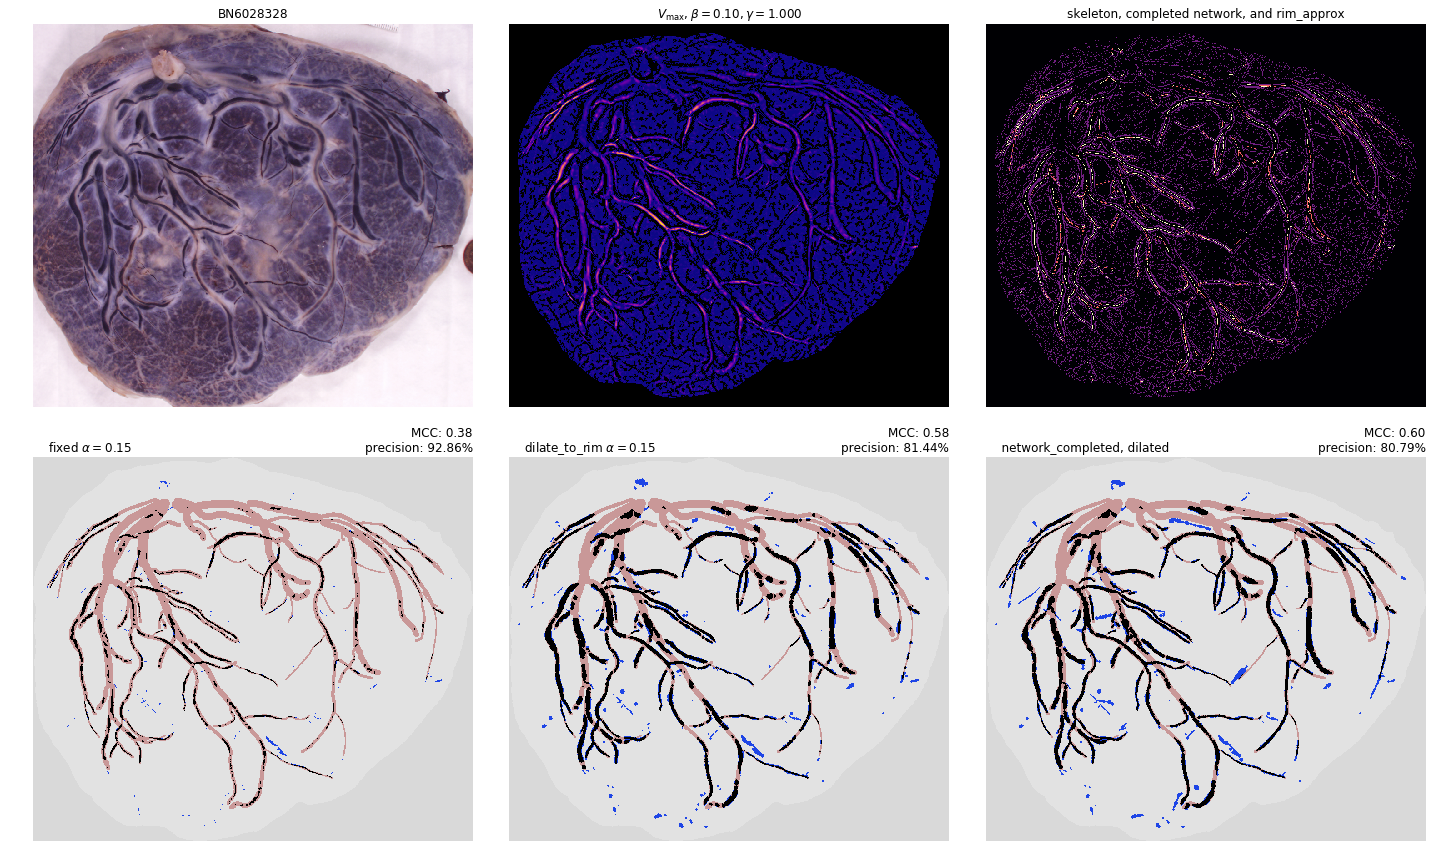 BN6028328
V_max, β = 0.10, γ = 1.000
skeleton, completed network, and rim_approx
MCC: 0.38
fixed α = 0.15 precision: 92.86%
MCC: 0.58
dilate_to_rim α = 0.15 precision: 81.44%
MCC: 0.60
network_completed, dilated precision: 80.79%